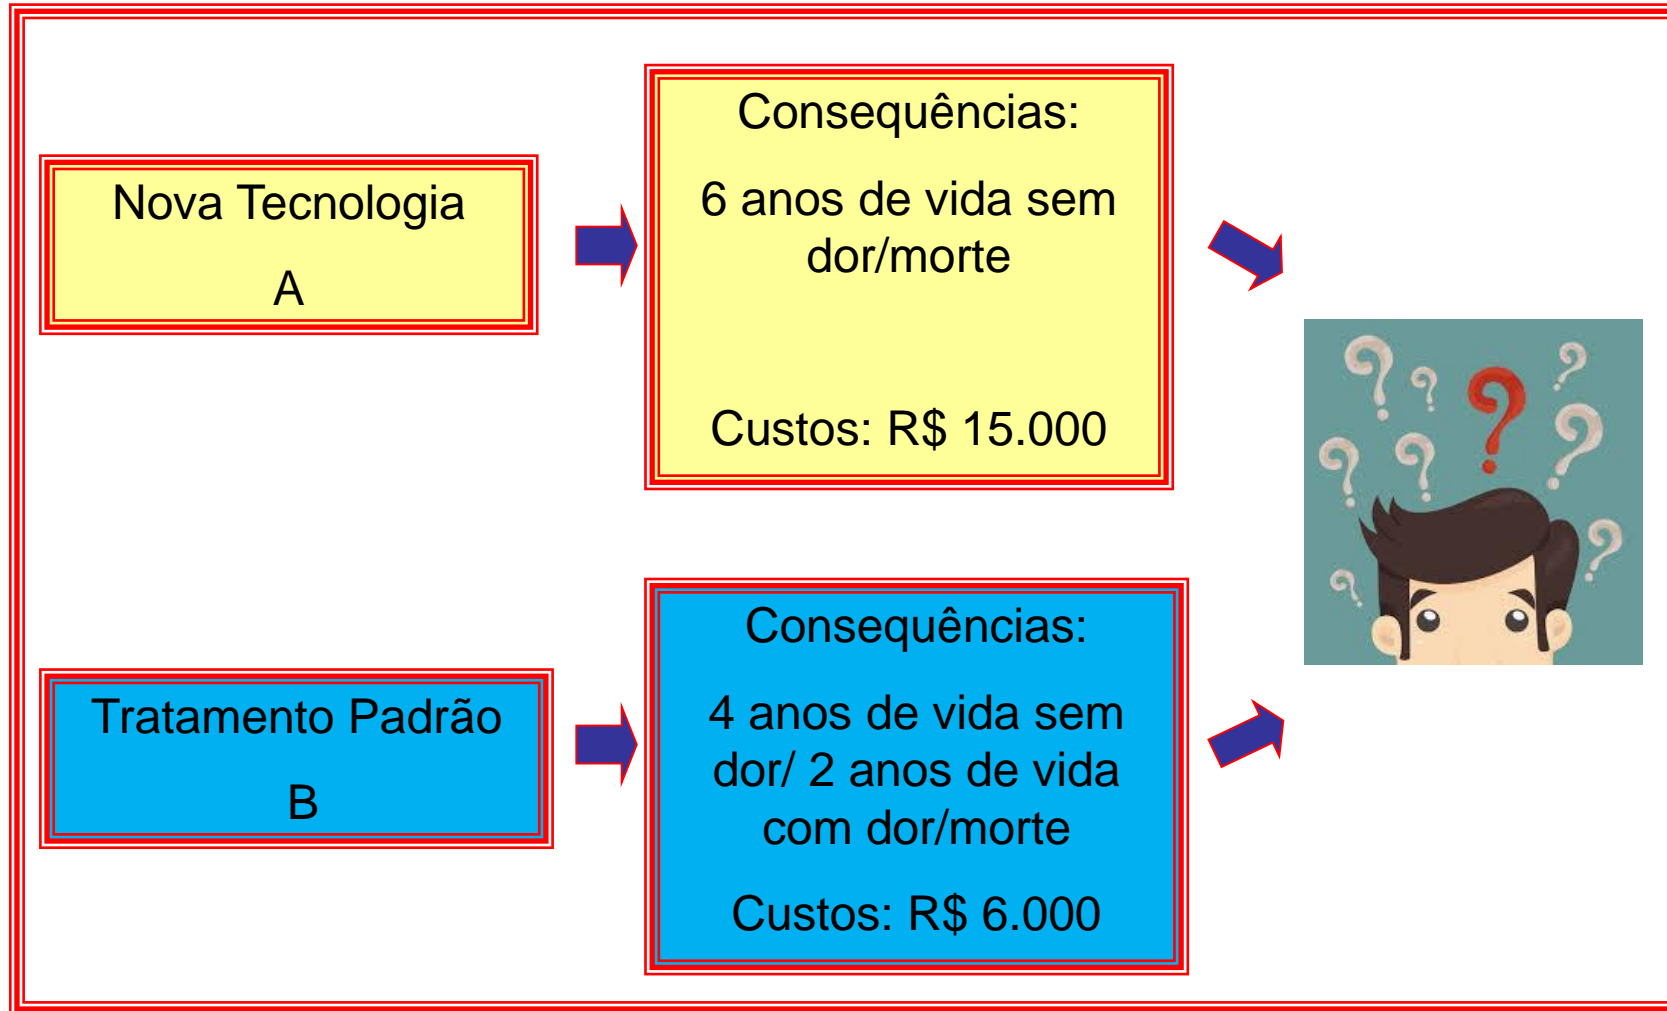 Nova Tecnologia
A
Consequências:
6 anos de vida sem
dor/morte
Custos: R$ 15.000
Tratamento Padrão
B
Consequências:
4 anos de vida sem
dor/ 2 anos de vida
com dor/morte
Custos: R$ 6.000
? ? ? ? ? ? ? ? ?